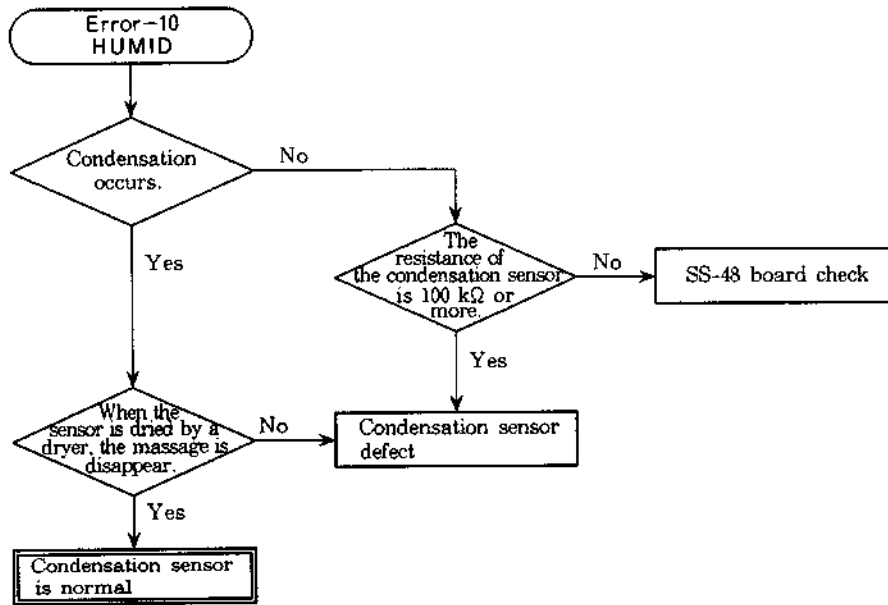 Error-10
HUMID
Condensation
occurs.
No
Yes
The
resistance of
the condensation sensor
is 100 kΩ or
more.
No
SS-48 board check
Yes
When the
sensor is dried by a
dryer, the massage is
disappear.
No
Condensation sensor
defect
Yes
Condensation sensor
is normal